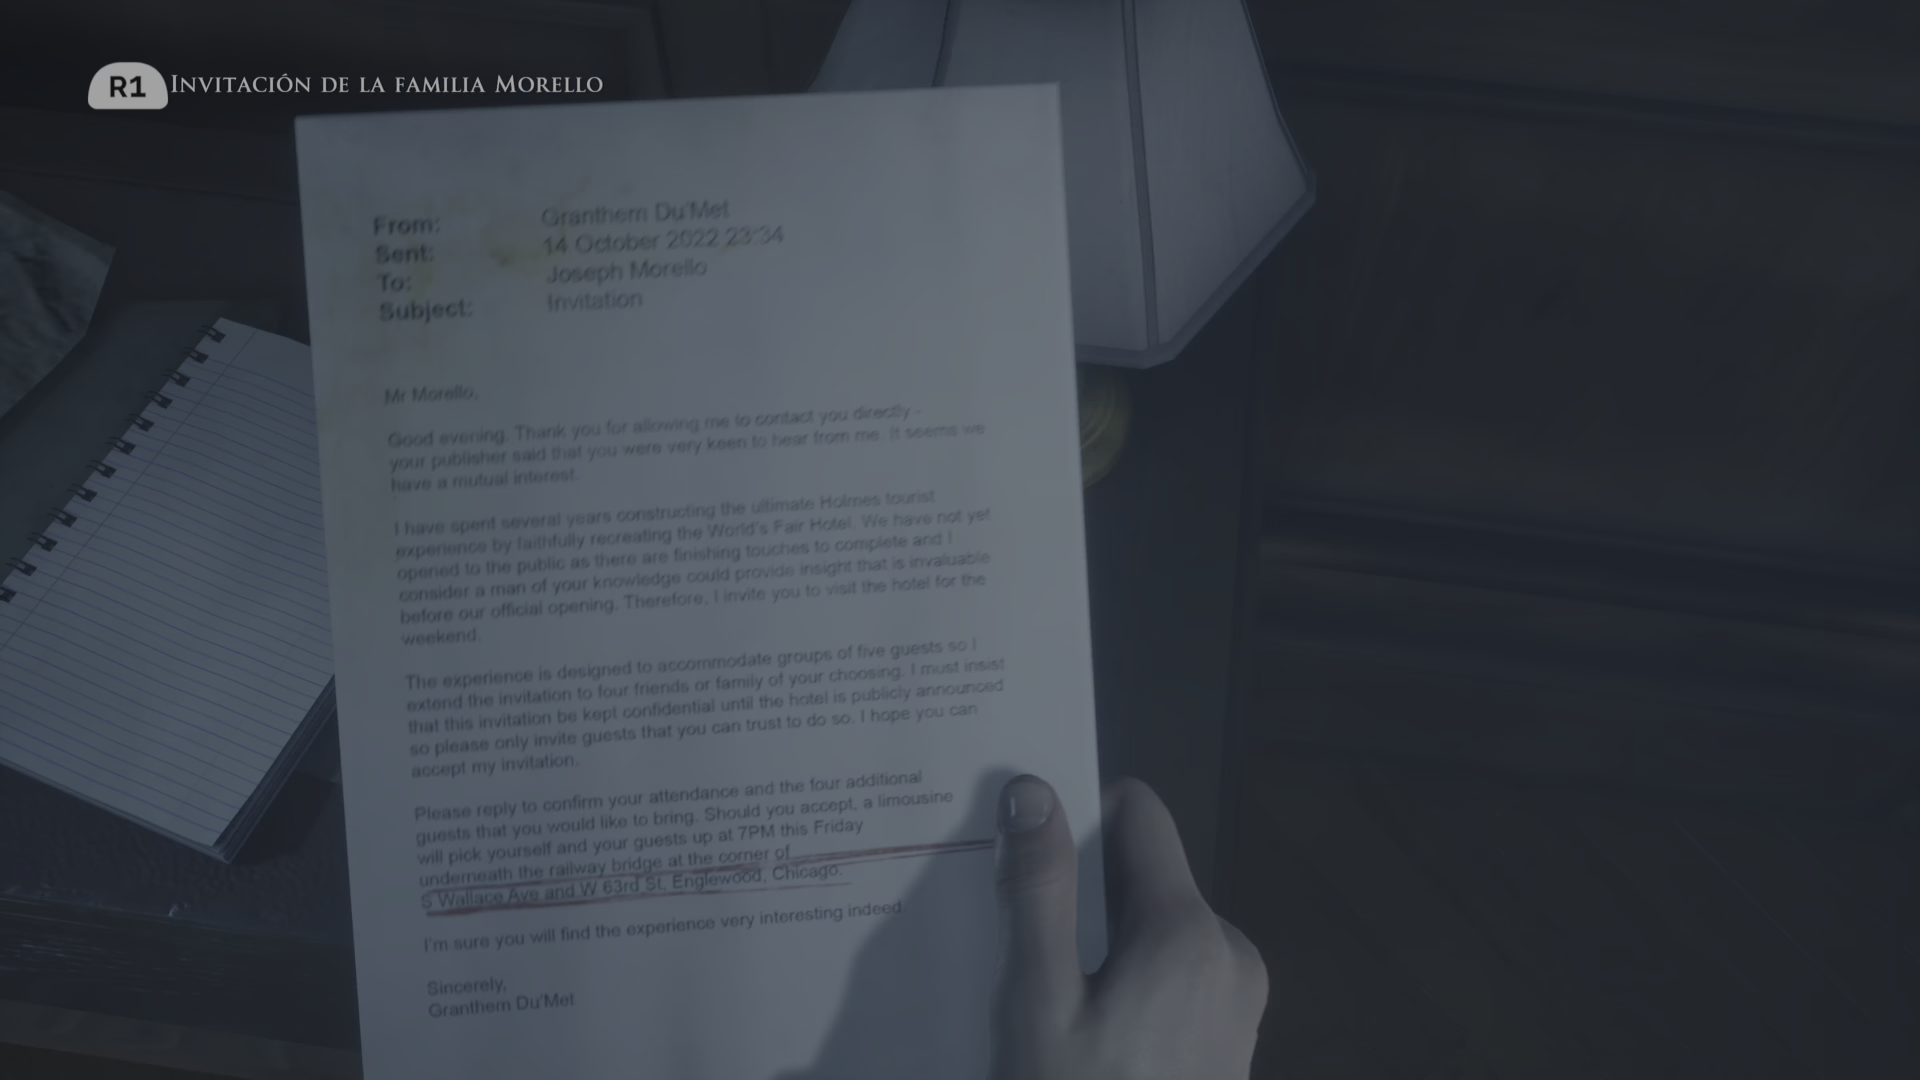 R1 INVITACIÓN DE LA FAMILIA MORELLO
From: Granthem Du'Met
Sent: 14 October 2022 23:34
To: Joseph Morello
Subject: Invitation
Mr Morello,
Good evening. Thank you for allowing me to contact you directly -
your publisher said that you were very keen to hear from me. It seems we
have a mutual interest.
I have spent several years constructing the ultimate Holmes tourist
experience by faithfully recreating the World's Fair Hotel. We have not yet
opened to the public as there are finishing touches to complete and I
consider a man of your knowledge could provide insight that is invaluable
before our official opening. Therefore, I invite you to visit the hotel for the
weekend.
The experience is designed to accommodate groups of five guests so I
extend the invitation to four friends or family of your choosing. I must insist
that this invitation be kept confidential until the hotel is publicly announced
so please only invite guests that you can trust to do so. I hope you can
accept my invitation.
Please reply to confirm your attendance and the four additional
guests that you would like to bring. Should you accept, a limousine
will pick yourself and your guests up at 7PM this Friday
underneath the railway bridge at the corner of
S Wallace Ave and W 63rd St, Englewood, Chicago.
I'm sure you will find the experience very interesting indeed.
Sincerely,
Granthem Du'Met